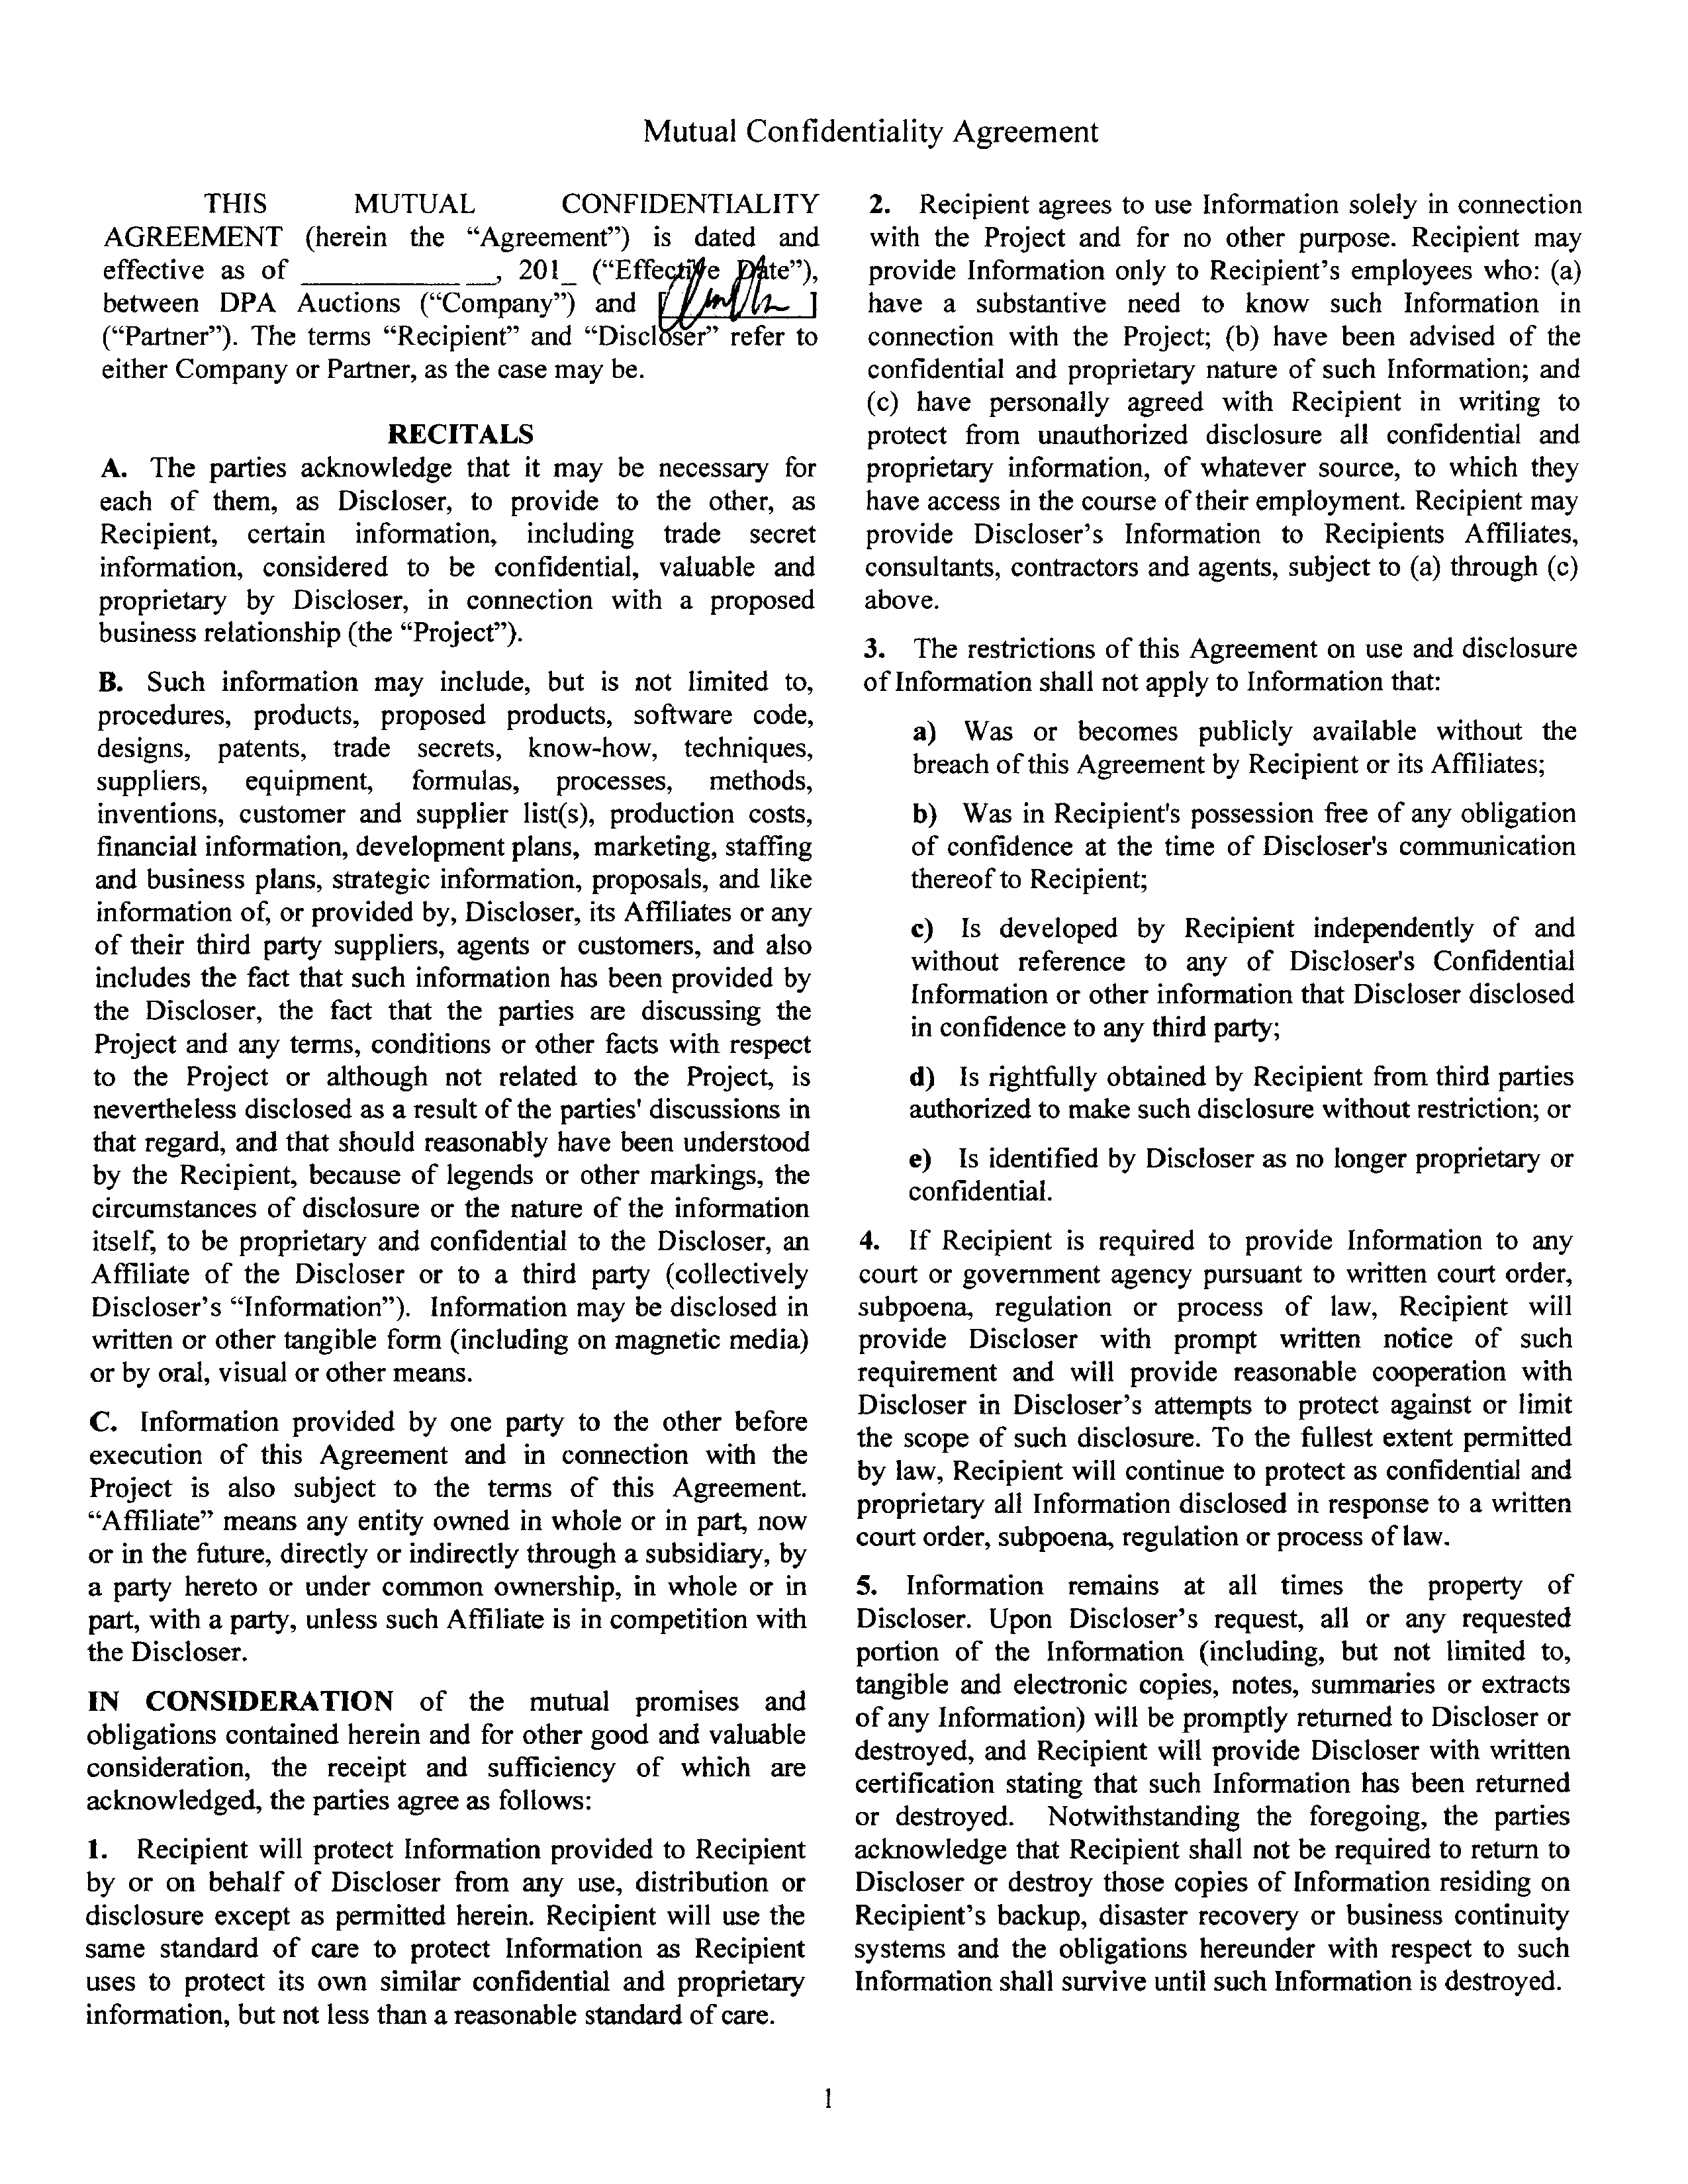 Mutual Confidentiality Agreement
THIS MUTUAL CONFIDENTIALITY
AGREEMENT (herein the “Agreement”) is dated and
effective as of ______________, 201_ (“Effective Date”),
between DPA Auctions (“Company”) and [ ]
(“Partner”). The terms “Recipient” and “Discloser” refer to
either Company or Partner, as the case may be.
RECITALS
A. The parties acknowledge that it may be necessary for
each of them, as Discloser, to provide to the other, as
Recipient, certain information, including trade secret
information, considered to be confidential, valuable and
proprietary by Discloser, in connection with a proposed
business relationship (the “Project”).
B. Such information may include, but is not limited to,
procedures, products, proposed products, software code,
designs, patents, trade secrets, know-how, techniques,
suppliers, equipment, formulas, processes, methods,
inventions, customer and supplier list(s), production costs,
financial information, development plans, marketing, staffing
and business plans, strategic information, proposals, and like
information of, or provided by, Discloser, its Affiliates or any
of their third party suppliers, agents or customers, and also
includes the fact that such information has been provided by
the Discloser, the fact that the parties are discussing the
Project and any terms, conditions or other facts with respect
to the Project or although not related to the Project, is
nevertheless disclosed as a result of the parties' discussions in
that regard, and that should reasonably have been understood
by the Recipient, because of legends or other markings, the
circumstances of disclosure or the nature of the information
itself, to be proprietary and confidential to the Discloser, an
Affiliate of the Discloser or to a third party (collectively
Discloser’s “Information”). Information may be disclosed in
written or other tangible form (including on magnetic media)
or by oral, visual or other means.
C. Information provided by one party to the other before
execution of this Agreement and in connection with the
Project is also subject to the terms of this Agreement.
“Affiliate” means any entity owned in whole or in part, now
or in the future, directly or indirectly through a subsidiary, by
a party hereto or under common ownership, in whole or in
part, with a party, unless such Affiliate is in competition with
the Discloser.
IN CONSIDERATION of the mutual promises and
obligations contained herein and for other good and valuable
consideration, the receipt and sufficiency of which are
acknowledged, the parties agree as follows:
1. Recipient will protect Information provided to Recipient
by or on behalf of Discloser from any use, distribution or
disclosure except as permitted herein. Recipient will use the
same standard of care to protect Information as Recipient
uses to protect its own similar confidential and proprietary
information, but not less than a reasonable standard of care.
2. Recipient agrees to use Information solely in connection
with the Project and for no other purpose. Recipient may
provide Information only to Recipient’s employees who: (a)
have a substantive need to know such Information in
connection with the Project; (b) have been advised of the
confidential and proprietary nature of such Information; and
(c) have personally agreed with Recipient in writing to
protect from unauthorized disclosure all confidential and
proprietary information, of whatever source, to which they
have access in the course of their employment. Recipient may
provide Discloser’s Information to Recipients Affiliates,
consultants, contractors and agents, subject to (a) through (c)
above.
3. The restrictions of this Agreement on use and disclosure
of Information shall not apply to Information that:
a) Was or becomes publicly available without the
breach of this Agreement by Recipient or its Affiliates;
b) Was in Recipient's possession free of any obligation
of confidence at the time of Discloser's communication
thereof to Recipient;
c) Is developed by Recipient independently of and
without reference to any of Discloser's Confidential
Information or other information that Discloser disclosed
in confidence to any third party;
d) Is rightfully obtained by Recipient from third parties
authorized to make such disclosure without restriction; or
e) Is identified by Discloser as no longer proprietary or
confidential.
4. If Recipient is required to provide Information to any
court or government agency pursuant to written court order,
subpoena, regulation or process of law, Recipient will
provide Discloser with prompt written notice of such
requirement and will provide reasonable cooperation with
Discloser in Discloser’s attempts to protect against or limit
the scope of such disclosure. To the fullest extent permitted
by law, Recipient will continue to protect as confidential and
proprietary all Information disclosed in response to a written
court order, subpoena, regulation or process of law.
5. Information remains at all times the property of
Discloser. Upon Discloser’s request, all or any requested
portion of the Information (including, but not limited to,
tangible and electronic copies, notes, summaries or extracts
of any Information) will be promptly returned to Discloser or
destroyed, and Recipient will provide Discloser with written
certification stating that such Information has been returned
or destroyed. Notwithstanding the foregoing, the parties
acknowledge that Recipient shall not be required to return to
Discloser or destroy those copies of Information residing on
Recipient’s backup, disaster recovery or business continuity
systems and the obligations hereunder with respect to such
Information shall survive until such Information is destroyed.
1